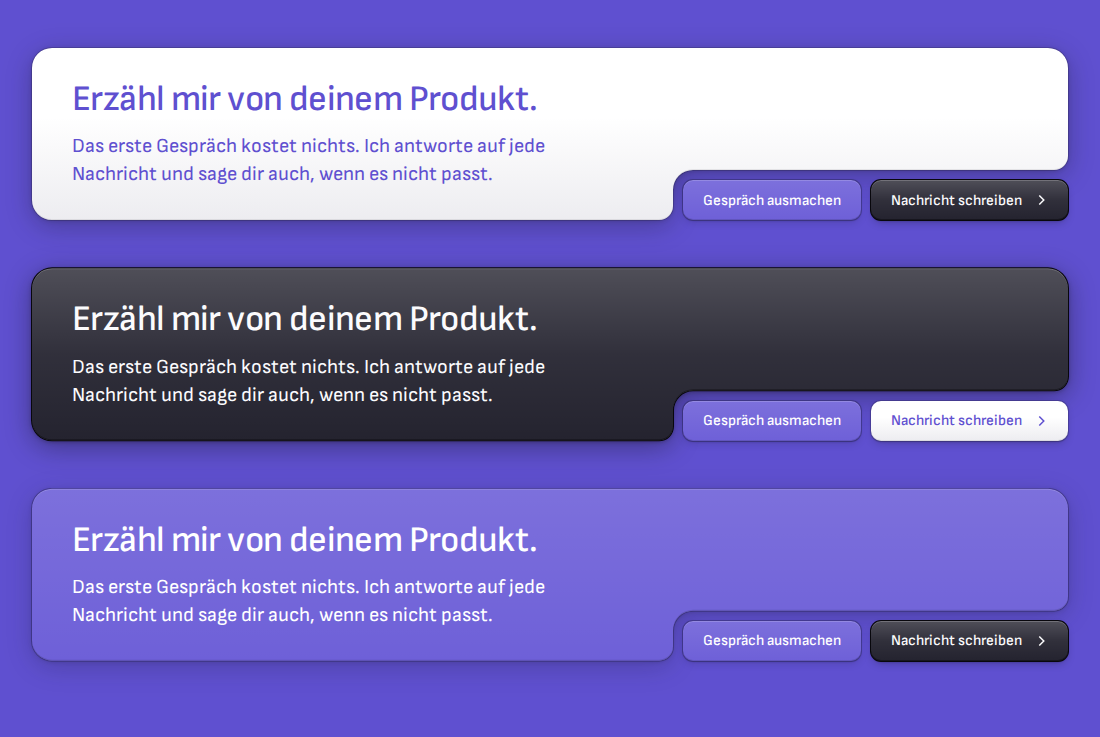 Erzähl mir von deinem Produkt.
Das erste Gespräch kostet nichts. Ich antworte auf jede
Nachricht und sage dir auch, wenn es nicht passt.
Gespräch ausmachen
Nachricht schreiben
Erzähl mir von deinem Produkt.
Das erste Gespräch kostet nichts. Ich antworte auf jede
Nachricht und sage dir auch, wenn es nicht passt.
Gespräch ausmachen
Nachricht schreiben
Erzähl mir von deinem Produkt.
Das erste Gespräch kostet nichts. Ich antworte auf jede
Nachricht und sage dir auch, wenn es nicht passt.
Gespräch ausmachen
Nachricht schreiben